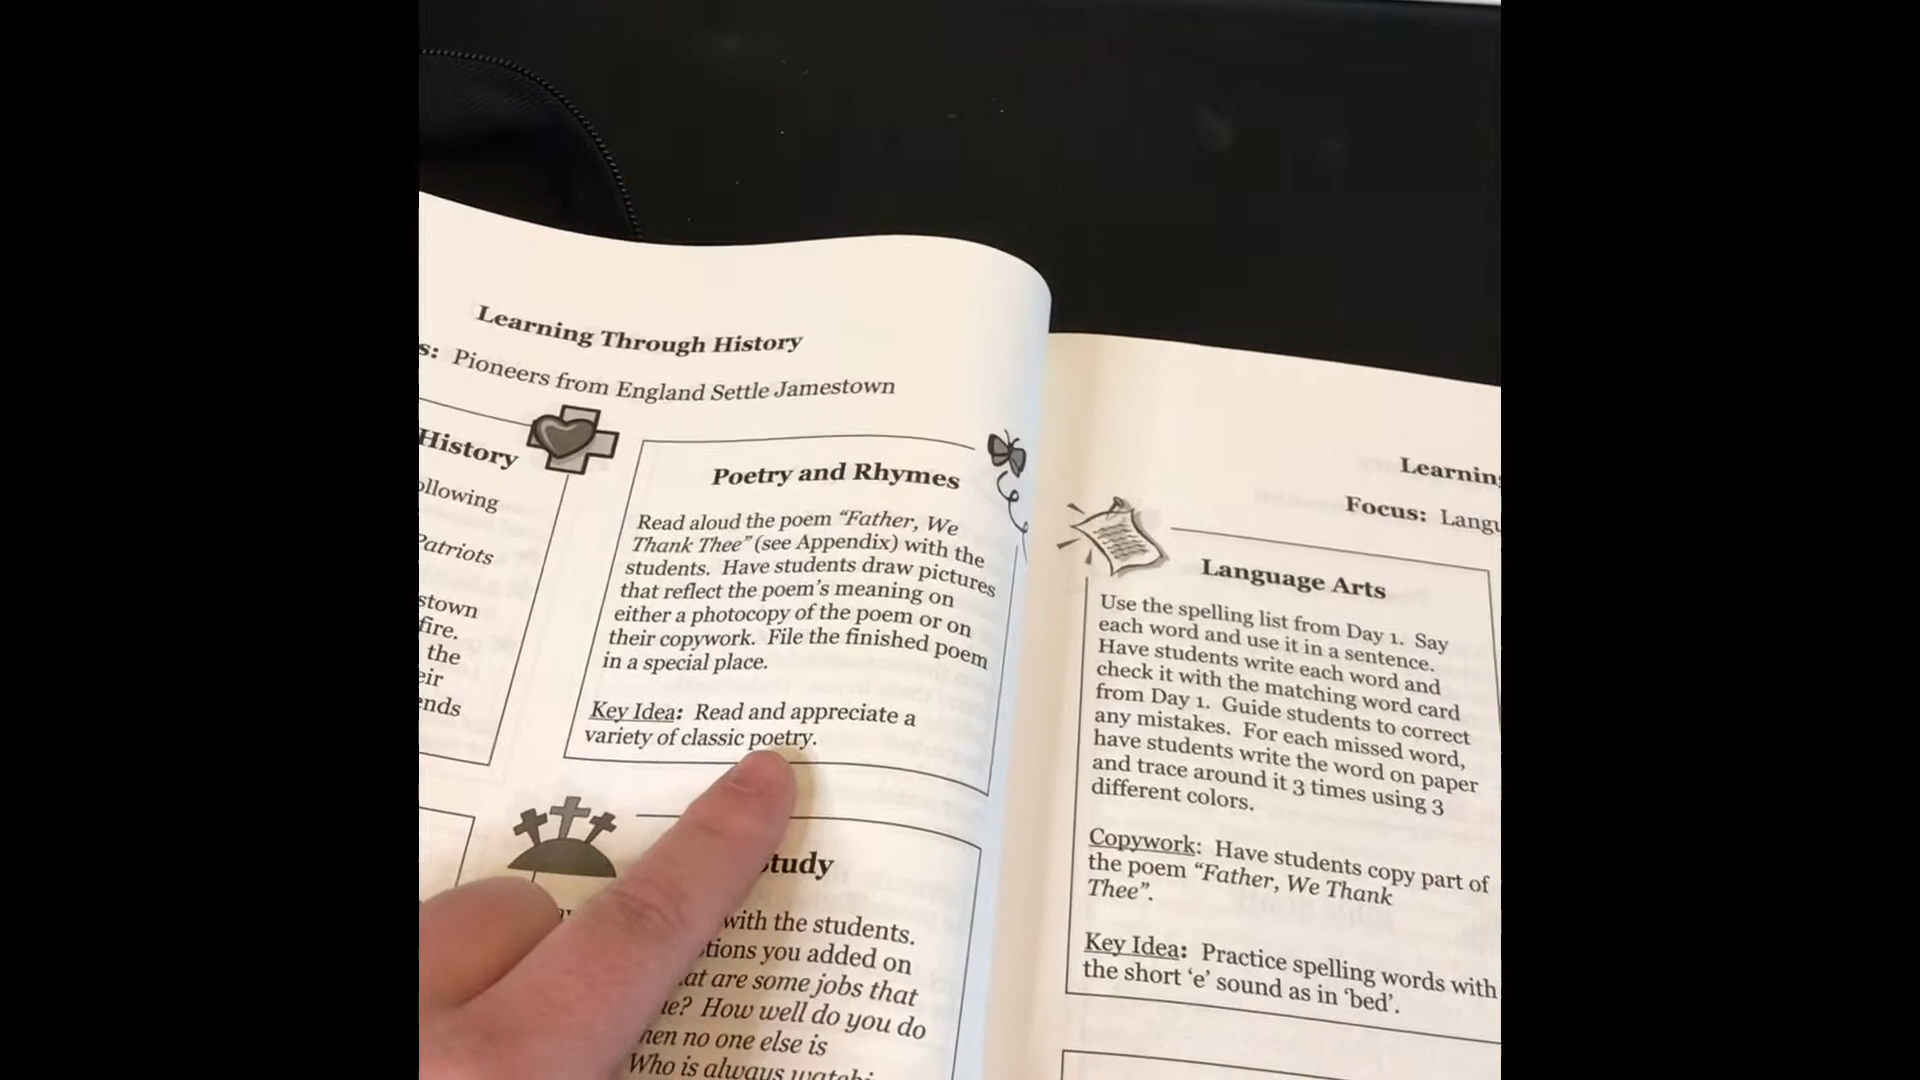 Learning Through History
s: Pioneers from England Settle Jamestown
History
ollowing
Patriots
stown
fire.
the
eir
ends
Poetry and Rhymes
Read aloud the poem “Father, We
Thank Thee” (see Appendix) with the
students. Have students draw pictures
that reflect the poem’s meaning on
either a photocopy of the poem or on
their copywork. File the finished poem
in a special place.
Key Idea: Read and appreciate a
variety of classic poetry.
Study
with the students.
tions you added on
at are some jobs that
e? How well do you do
hen no one else is
Who is always watchi
Learning
Focus: Langu
Language Arts
Use the spelling list from Day 1. Say
each word and use it in a sentence.
Have students write each word and
check it with the matching word card
from Day 1. Guide students to correct
any mistakes. For each missed word,
have students write the word on paper
and trace around it 3 times using 3
different colors.
Copywork: Have students copy part of
the poem “Father, We Thank
Thee”.
Key Idea: Practice spelling words with
the short ‘e’ sound as in ‘bed’.